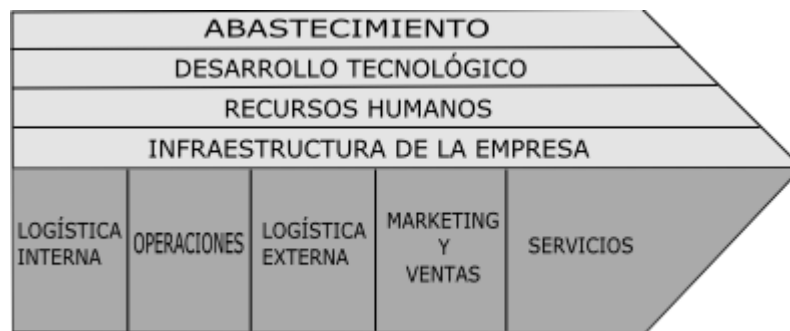 ABASTECIMIENTO
DESARROLLO TECNOLÓGICO
RECURSOS HUMANOS
INFRAESTRUCTURA DE LA EMPRESA
LOGÍSTICA
INTERNA
OPERACIONES
LOGÍSTICA
EXTERNA
MARKETING
Y
VENTAS
SERVICIOS